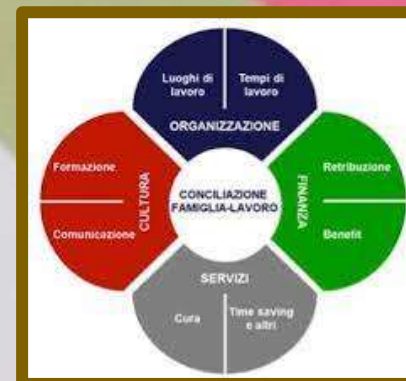 Luoghi di
lavoro
Tempi di
lavoro
ORGANIZZAZIONE
Formazione
Comunicazione
CULTURA
CONCILIAZIONE
FAMIGLIA-LAVORO
FINANZA
Retribuzione
Benefit
SERVIZI
Cura
Time saving
e altri